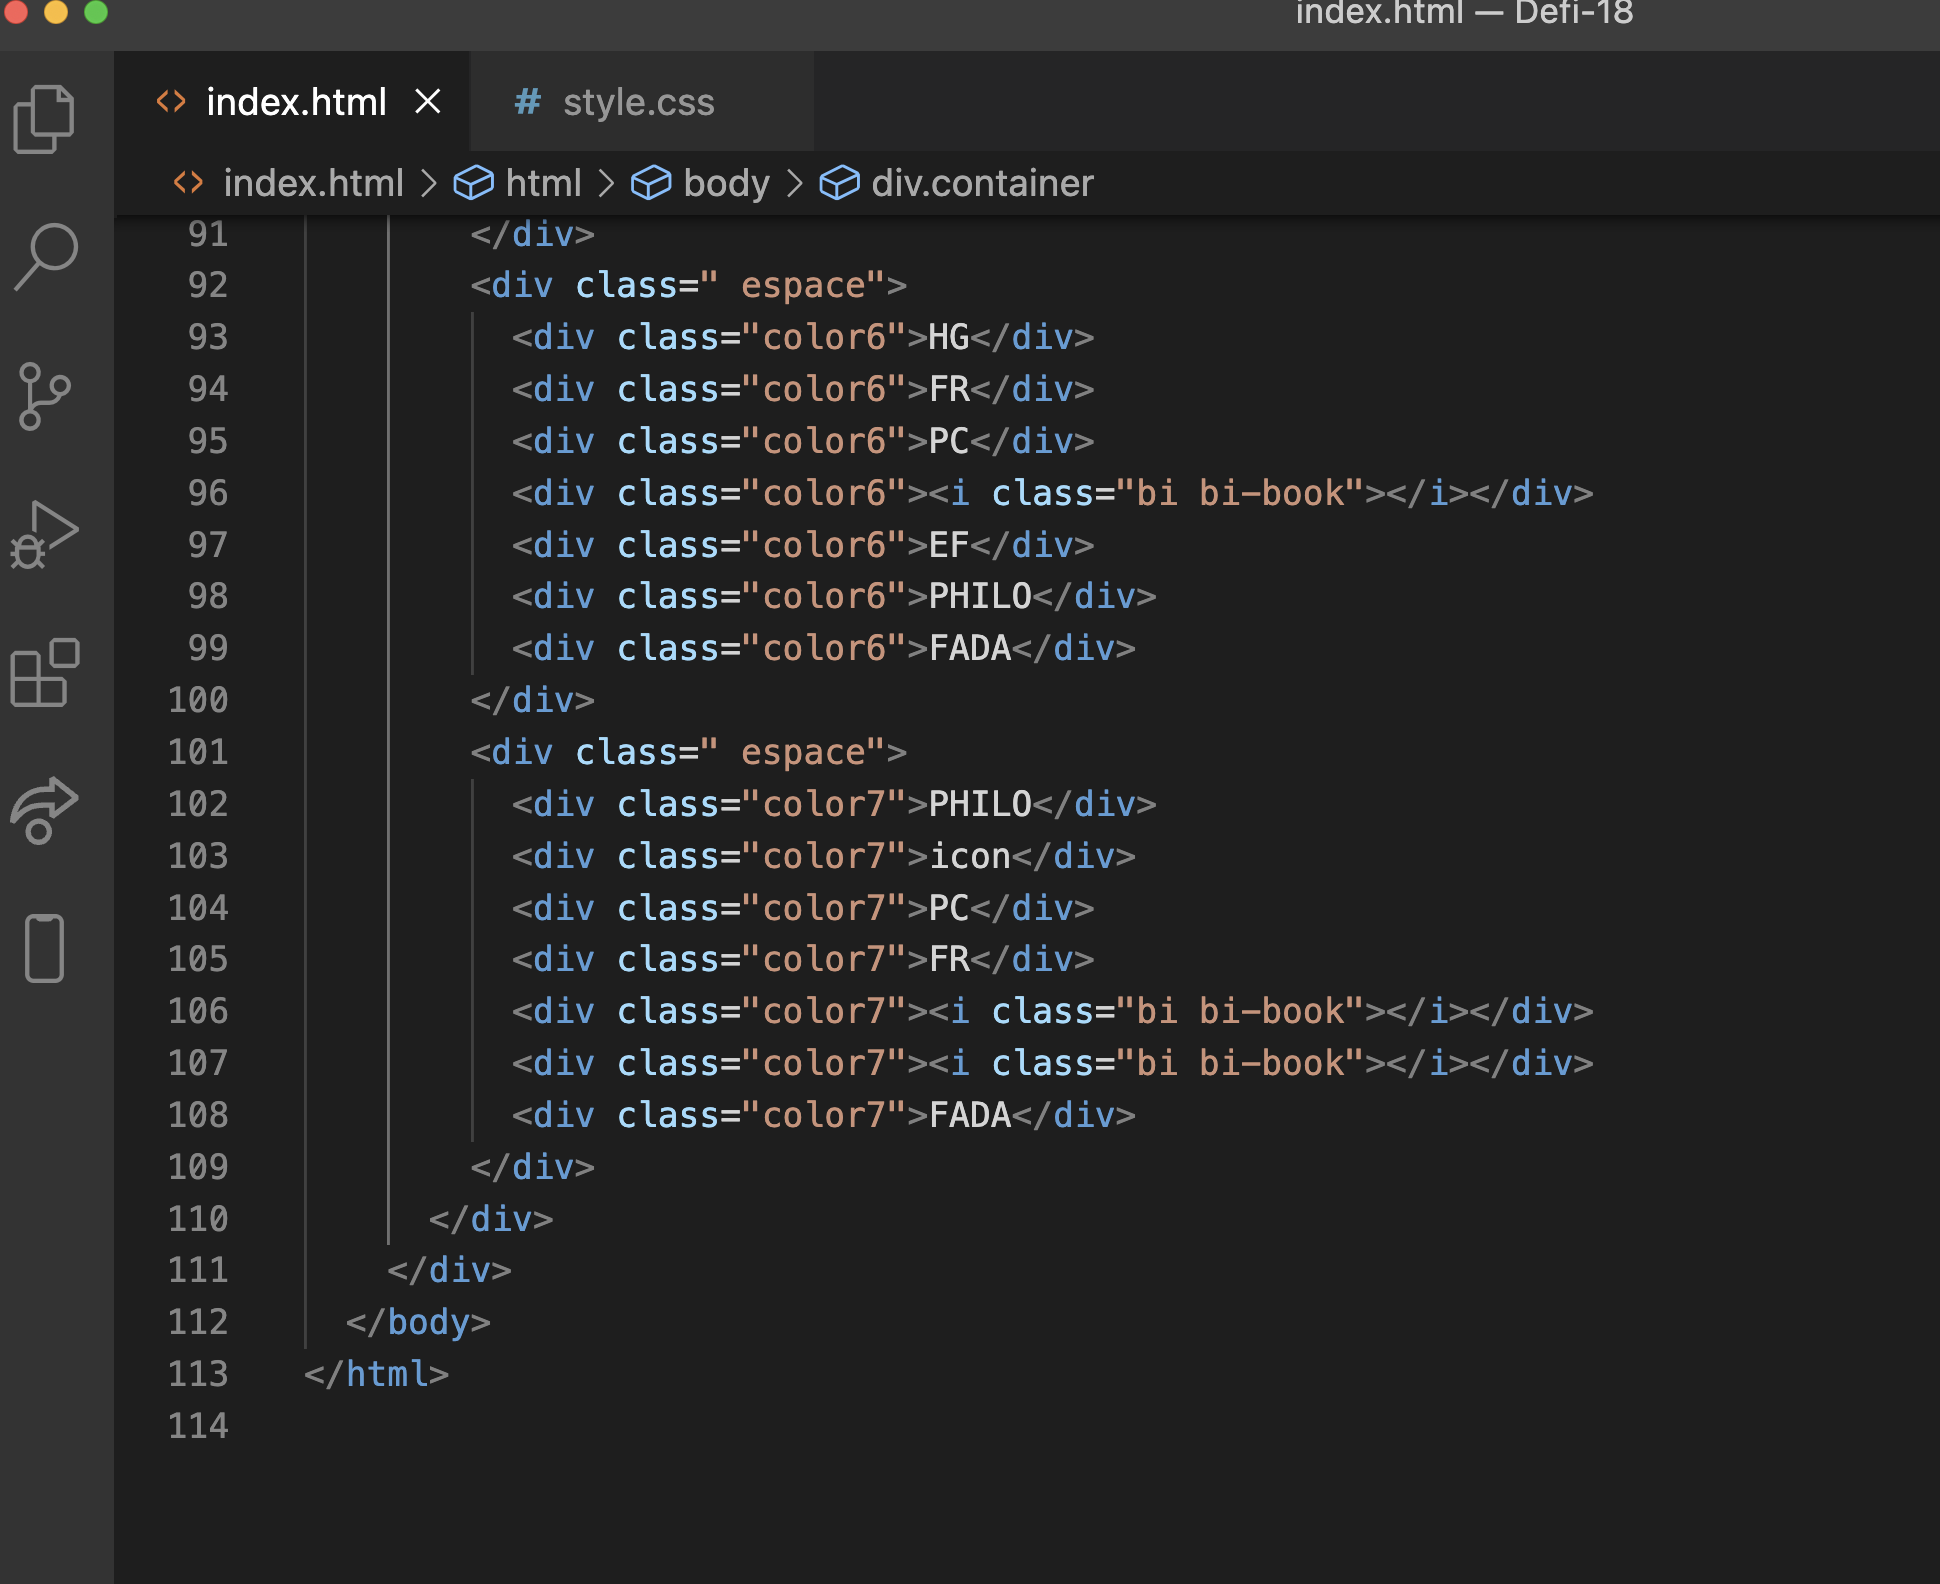 index.html — Defi-18
index.html
# style.css
index.html > html > body > div.container
91 </div>
92 <div class=" espace">
93 <div class="color6">HG</div>
94 <div class="color6">FR</div>
95 <div class="color6">PC</div>
96 <div class="color6"><i class="bi bi-book"></i></div>
97 <div class="color6">EF</div>
98 <div class="color6">PHILO</div>
99 <div class="color6">FADA</div>
100 </div>
101 <div class=" espace">
102 <div class="color7">PHILO</div>
103 <div class="color7">icon</div>
104 <div class="color7">PC</div>
105 <div class="color7">FR</div>
106 <div class="color7"><i class="bi bi-book"></i></div>
107 <div class="color7"><i class="bi bi-book"></i></div>
108 <div class="color7">FADA</div>
109 </div>
110 </div>
111 </div>
112 </body>
113 </html>
114